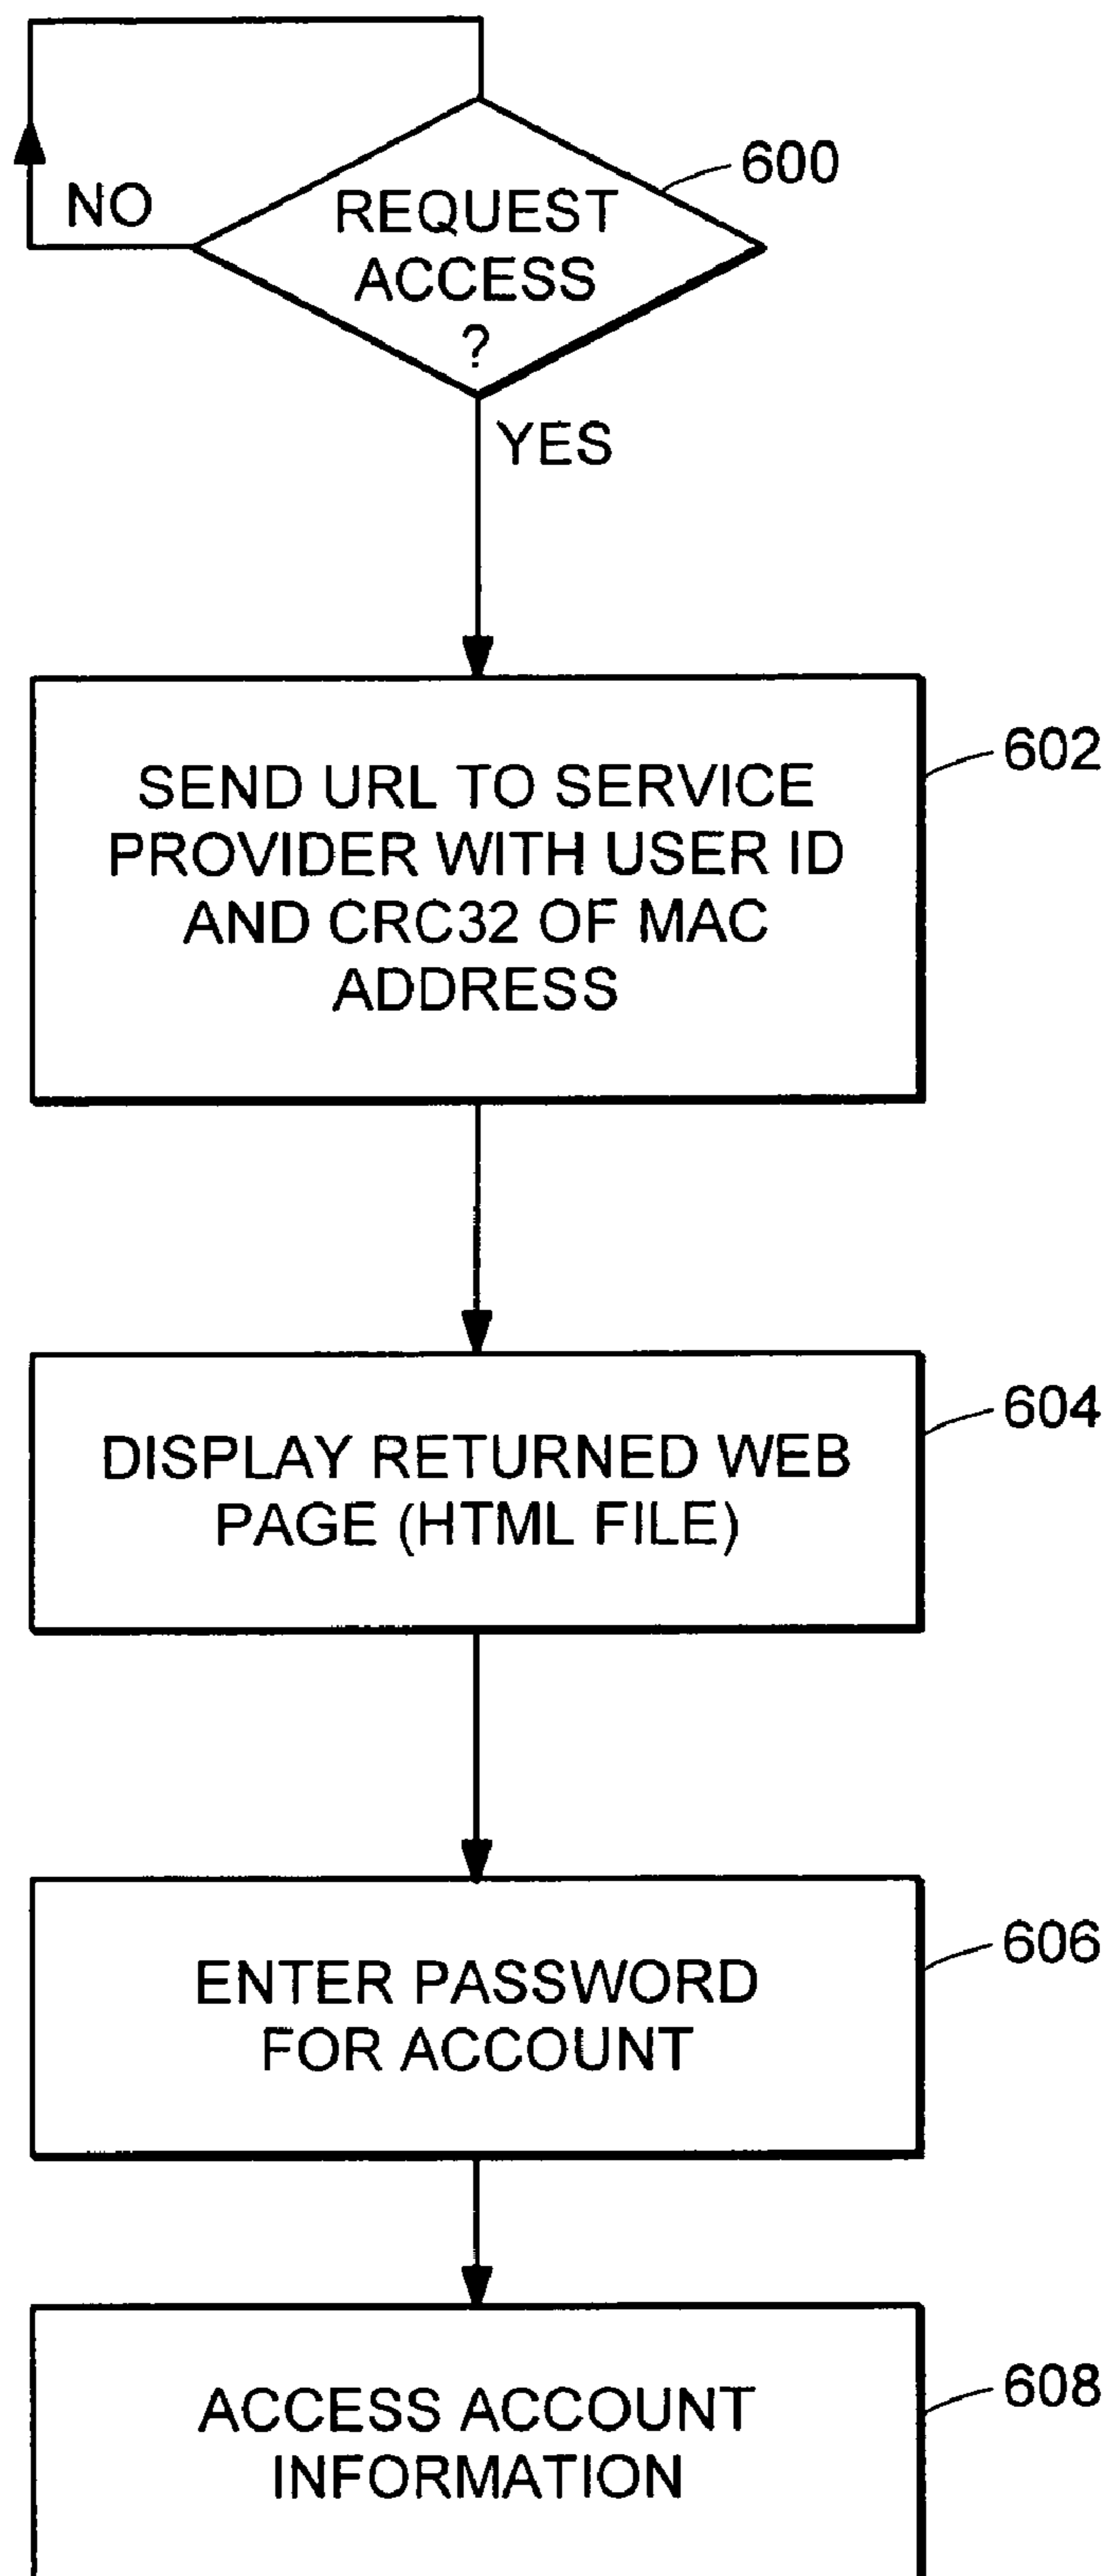 600
NO
REQUEST
ACCESS
?
YES
602
SEND URL TO SERVICE
PROVIDER WITH USER ID
AND CRC32 OF MAC
ADDRESS
604
DISPLAY RETURNED WEB
PAGE (HTML FILE)
606
ENTER PASSWORD
FOR ACCOUNT
608
ACCESS ACCOUNT
INFORMATION